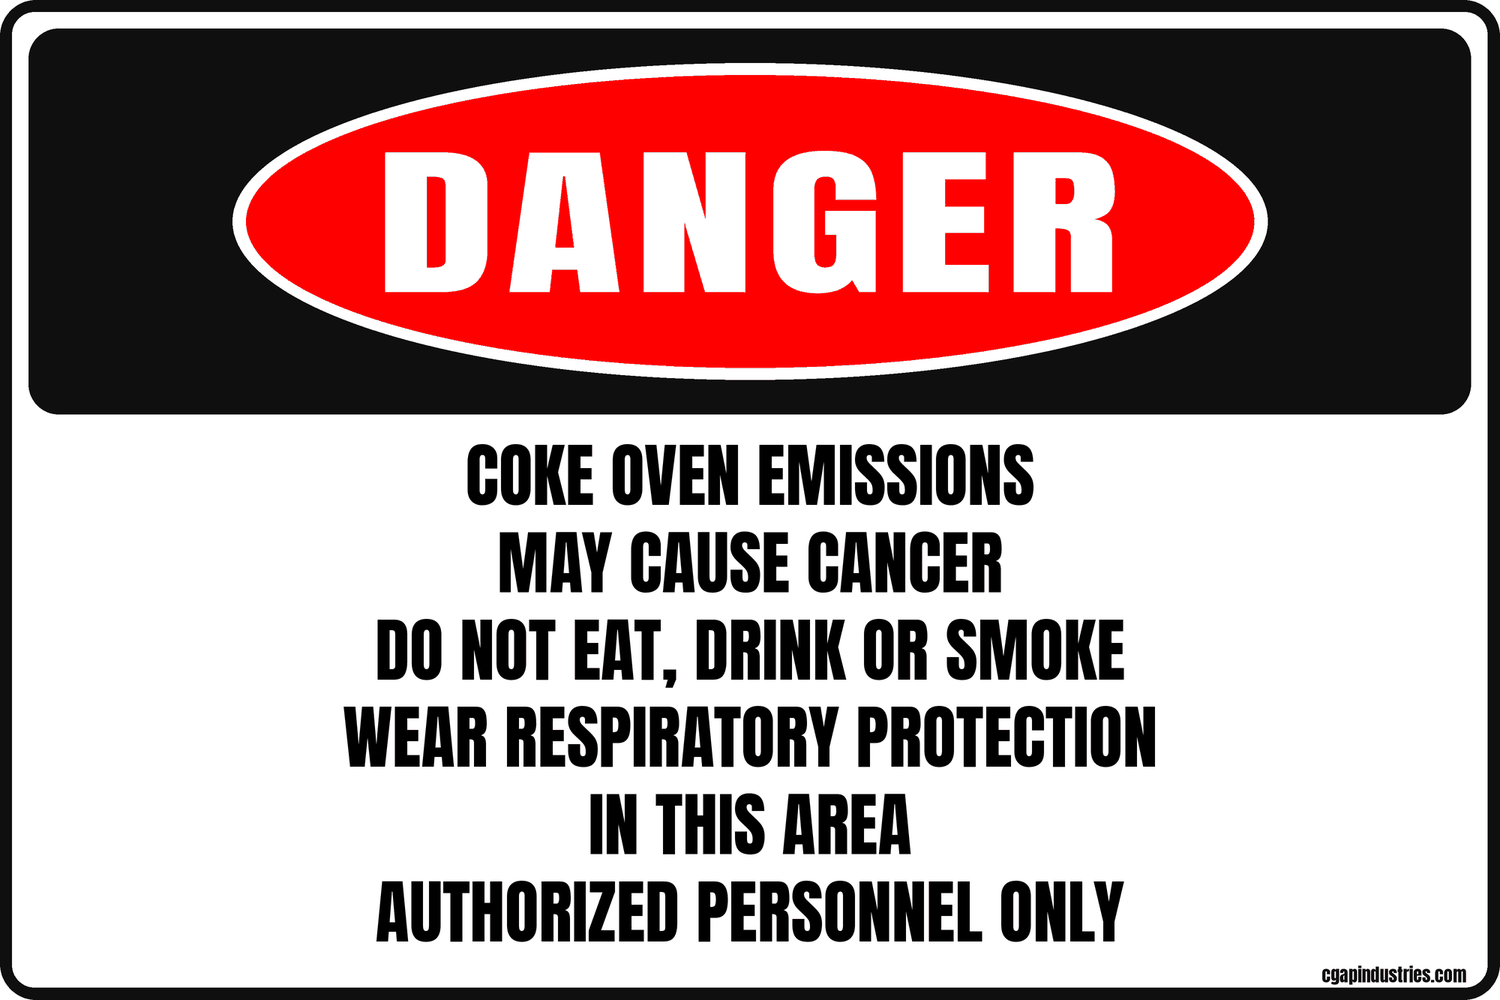 DANGER
COKE OVEN EMISSIONS
MAY CAUSE CANCER
DO NOT EAT, DRINK OR SMOKE
WEAR RESPIRATORY PROTECTION
IN THIS AREA
AUTHORIZED PERSONNEL ONLY
cgapindustries.com